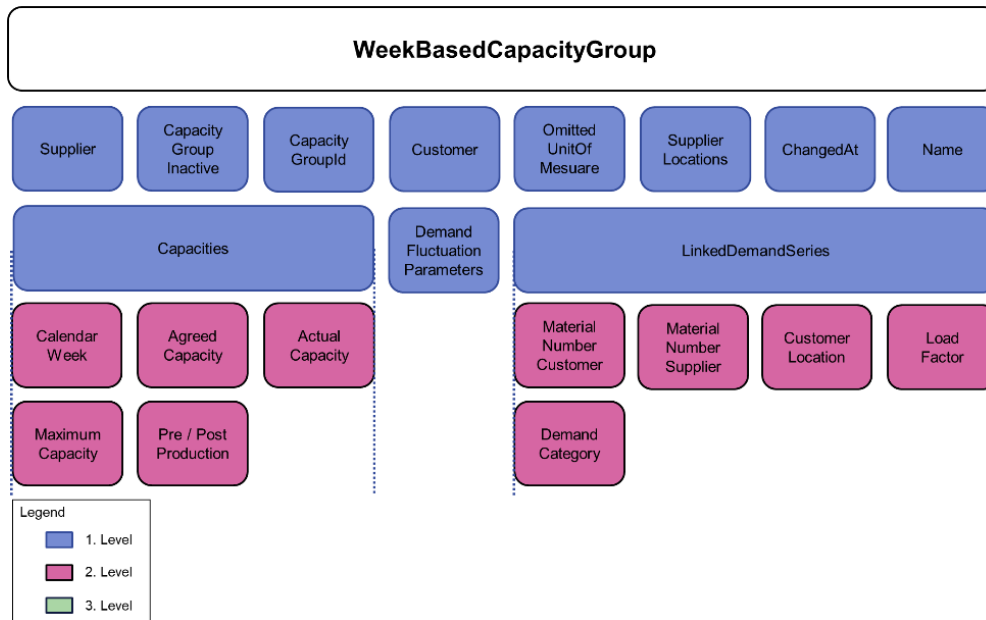 WeekBasedCapacityGroup
Supplier
Capacity
Group
Inactive
Capacity
GroupId
Customer
Omitted
UnitOf
Mesuare
Supplier
Locations
ChangedAt
Name
Capacities
Demand
Fluctuation
Parameters
LinkedDemandSeries
Calendar
Week
Agreed
Capacity
Actual
Capacity
Material
Number
Customer
Material
Number
Supplier
Customer
Location
Load
Factor
Maximum
Capacity
Pre / Post
Production
Demand
Category
Legend
1. Level
2. Level
3. Level